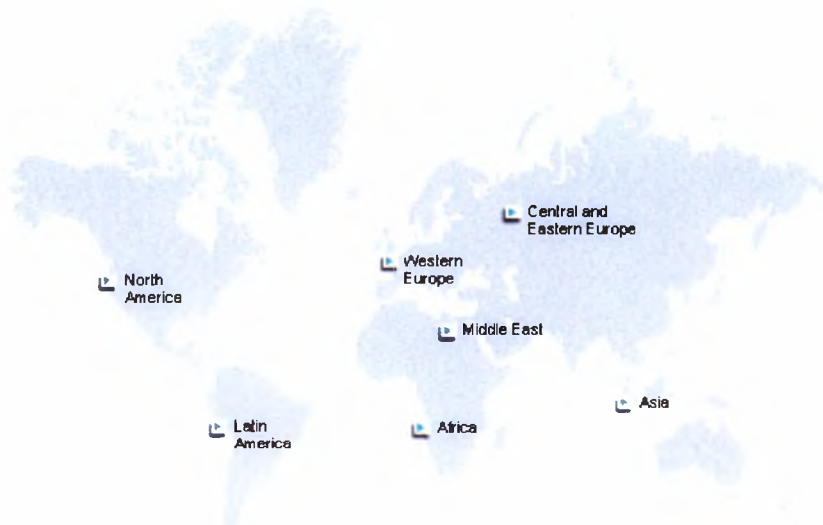 Central and
Eastern Europe
Western
Europe
North
America
Middle East
Asia
Latin
America
Africa